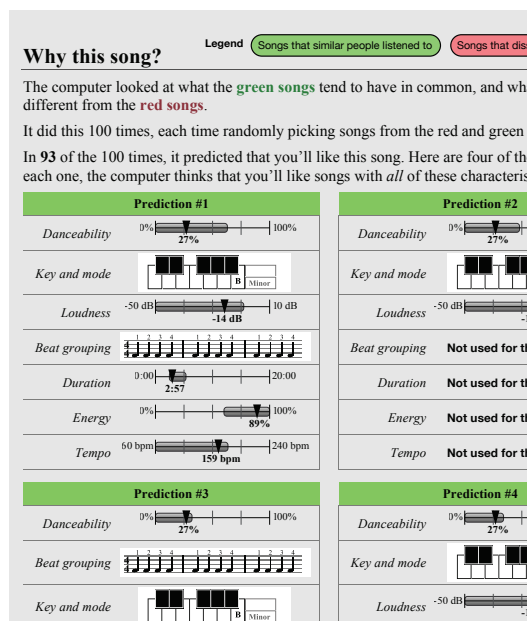 Why this song?
Legend Songs that similar people listened to Songs that dis
The computer looked at what the green songs tend to have in common, and wha
different from the red songs.
It did this 100 times, each time randomly picking songs from the red and green
In 93 of the 100 times, it predicted that you’ll like this song. Here are four of the
each one, the computer thinks that you’ll like songs with all of these characteris
Prediction #1
Danceability 0% 100%
27%
Key and mode B Minor
Loudness -50 dB 10 dB
-14 dB
Beat grouping 1 2 3 4 1 2 3 4 1 2 3 4
Duration 0:00 20:00
2:57
Energy 0% 100%
89%
Tempo 60 bpm 240 bpm
159 bpm
Prediction #2
Danceability 0%
27%
Key and mode
Loudness -50 dB
Beat grouping Not used for th
Duration Not used for th
Energy Not used for th
Tempo Not used for th
Prediction #3
Danceability 0% 100%
27%
Beat grouping 1 2 3 4 1 2 3 4 1 2 3 4
Key and mode B Minor
Prediction #4
Danceability 0%
27%
Key and mode
Loudness -50 dB